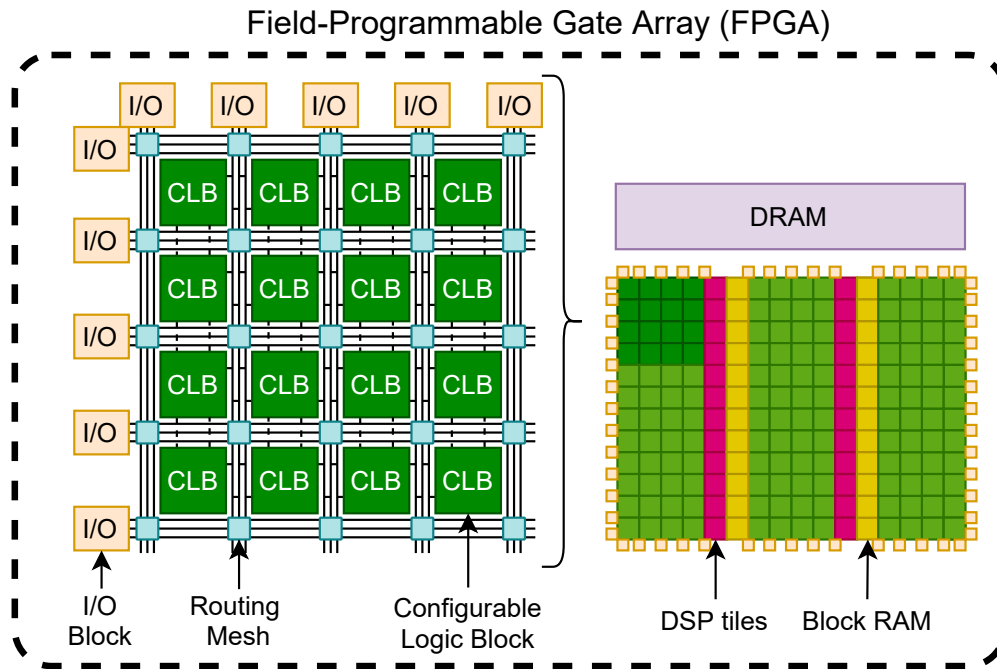 Field-Programmable Gate Array (FPGA)
I/O
I/O
I/O
I/O
I/O
I/O
CLB
CLB
CLB
CLB
I/O
CLB
CLB
CLB
CLB
I/O
CLB
CLB
CLB
CLB
I/O
CLB
CLB
CLB
CLB
I/O
I/O
Block
Routing
Mesh
Configurable
Logic Block
DRAM
DSP tiles
Block RAM